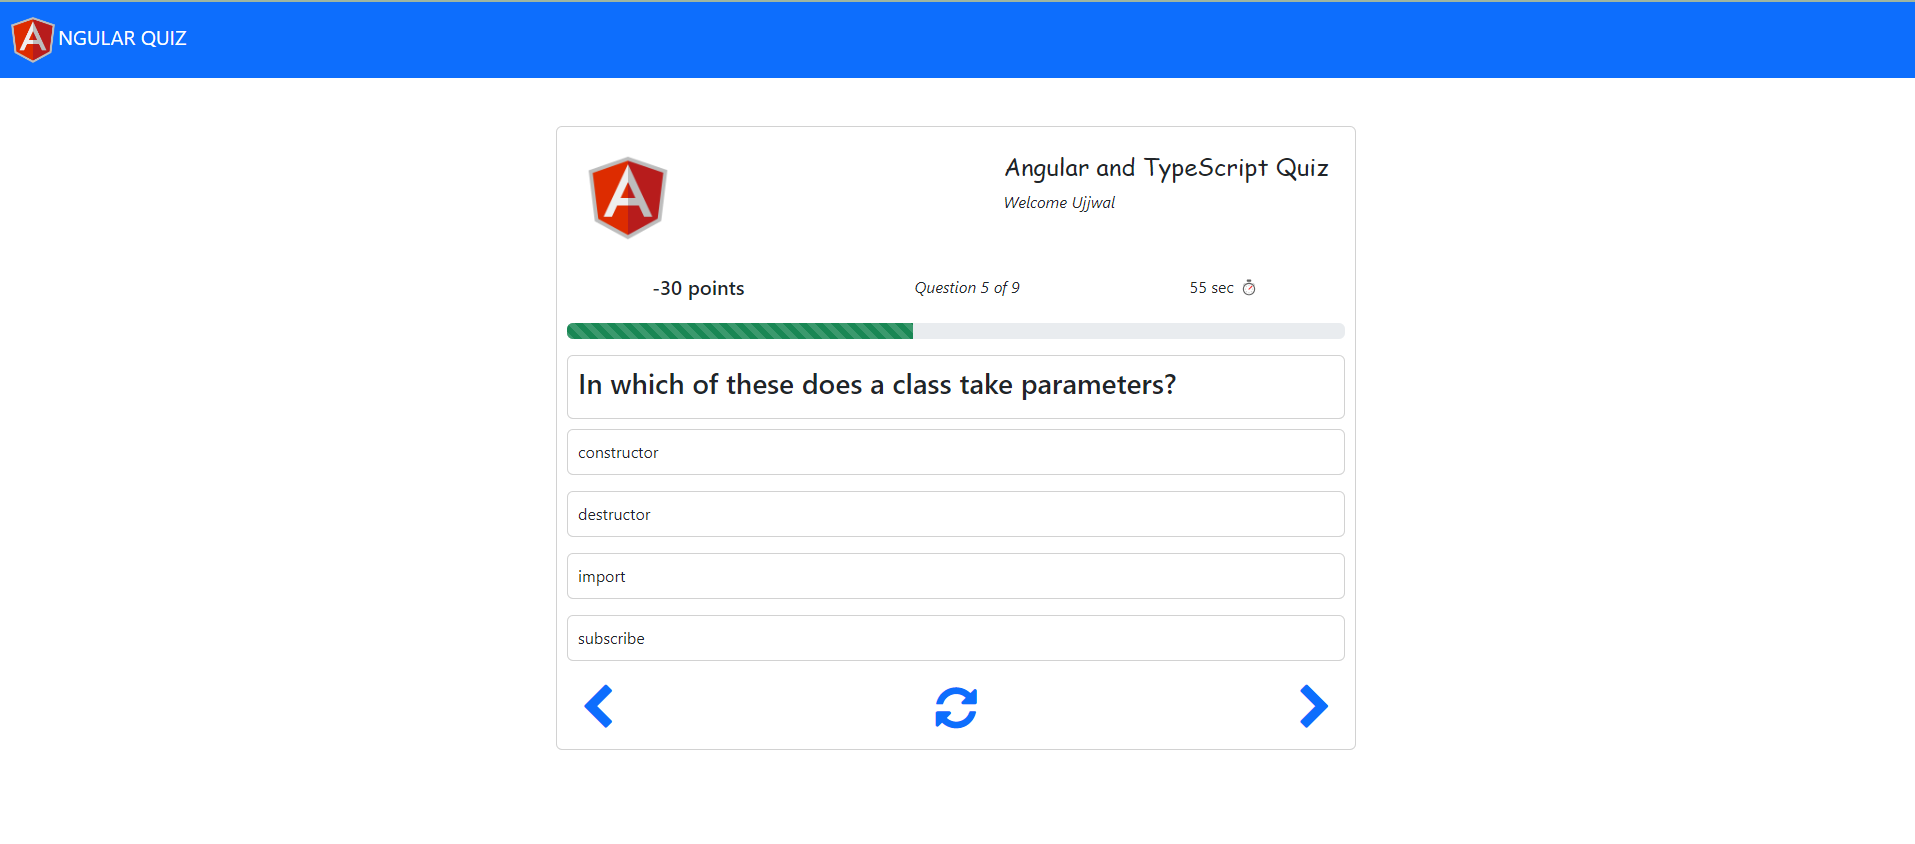 NGULAR QUIZ
Angular and TypeScript Quiz
Welcome Ujjwal
-30 points
Question 5 of 9
55 sec
In which of these does a class take parameters?
constructor
destructor
import
subscribe